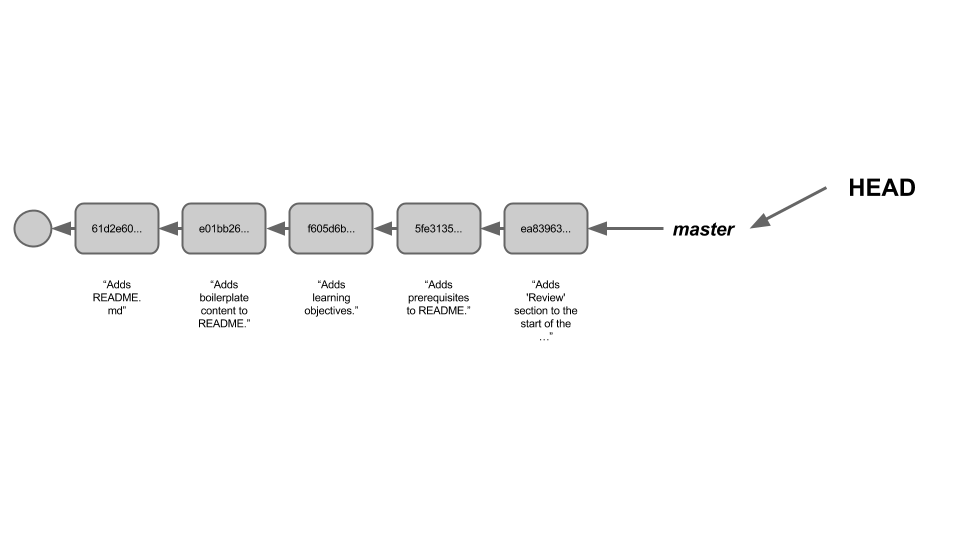 HEAD
61d2e60...
e01bb26...
f605d6b...
5fe3135...
ea83963...
master
“Adds
README.
md”
“Adds
boilerplate
content to
README.”
“Adds
learning
objectives.”
“Adds
prerequisites
to README.”
“Adds
'Review'
section to the
start of the
…”